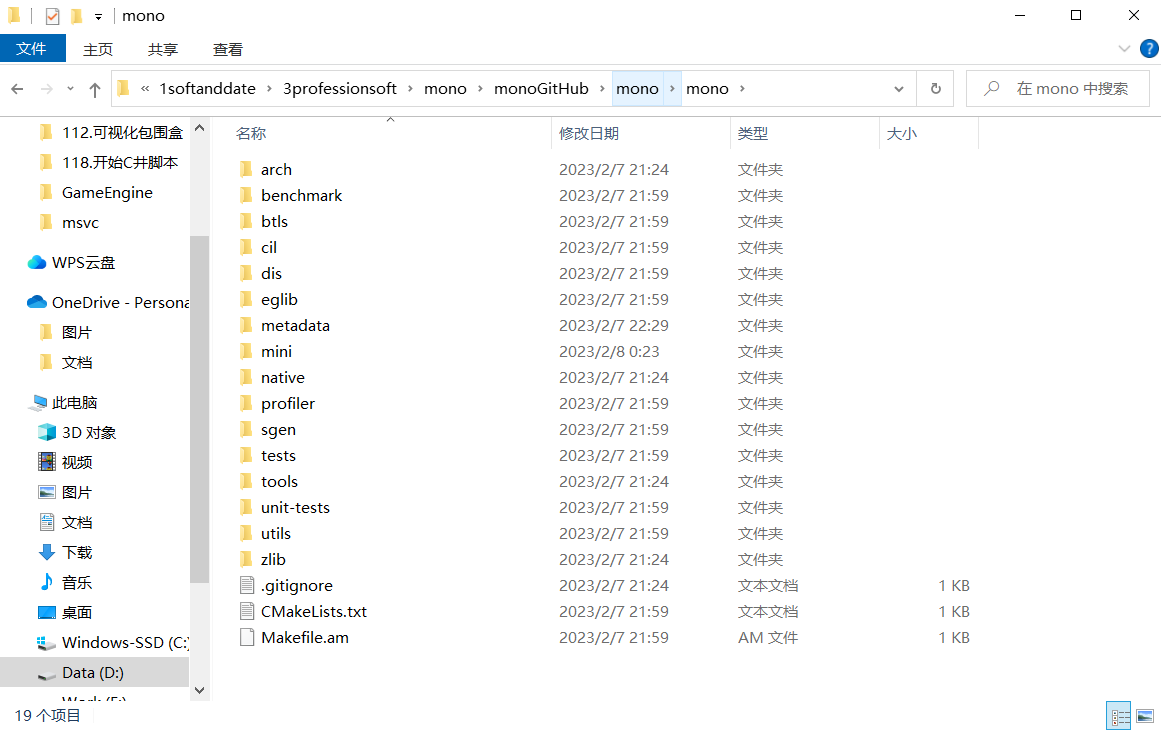 mono
文件 主页 共享 查看
« 1softanddate › 3professionsoft › mono › monoGitHub › mono › mono › 在 mono 中搜索
112.可视化包围盒
118.开始C井脚本
GameEngine
msvc
WPS云盘
OneDrive - Persona
图片
文档
此电脑
3D 对象
视频
图片
文档
下载
音乐
桌面
Windows-SSD (C:)
Data (D:)
名称 修改日期 类型 大小
arch 2023/2/7 21:24 文件夹
benchmark 2023/2/7 21:59 文件夹
btls 2023/2/7 21:59 文件夹
cil 2023/2/7 21:59 文件夹
dis 2023/2/7 21:59 文件夹
eglib 2023/2/7 21:59 文件夹
metadata 2023/2/7 22:29 文件夹
mini 2023/2/8 0:23 文件夹
native 2023/2/7 21:24 文件夹
profiler 2023/2/7 21:59 文件夹
sgen 2023/2/7 21:59 文件夹
tests 2023/2/7 21:59 文件夹
tools 2023/2/7 21:24 文件夹
unit-tests 2023/2/7 21:59 文件夹
utils 2023/2/7 21:59 文件夹
zlib 2023/2/7 21:24 文件夹
.gitignore 2023/2/7 21:24 文本文档 1 KB
CMakeLists.txt 2023/2/7 21:59 文本文档 1 KB
Makefile.am 2023/2/7 21:59 AM 文件 1 KB
19 个项目